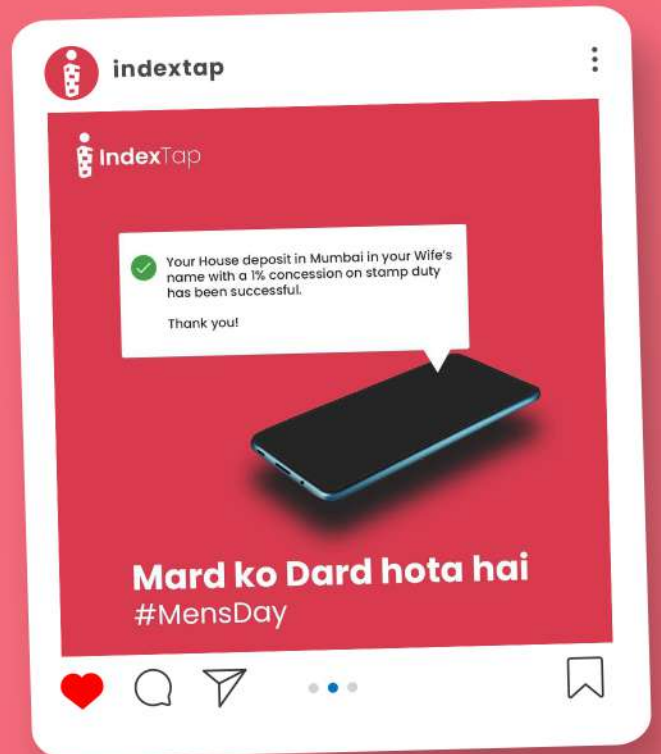 indextap
IndexTap
Your House deposit in Mumbai in your Wife's
name with a 1% concession on stamp duty
has been successful.
Thank you!
Mard ko Dard hota hai
#MensDay